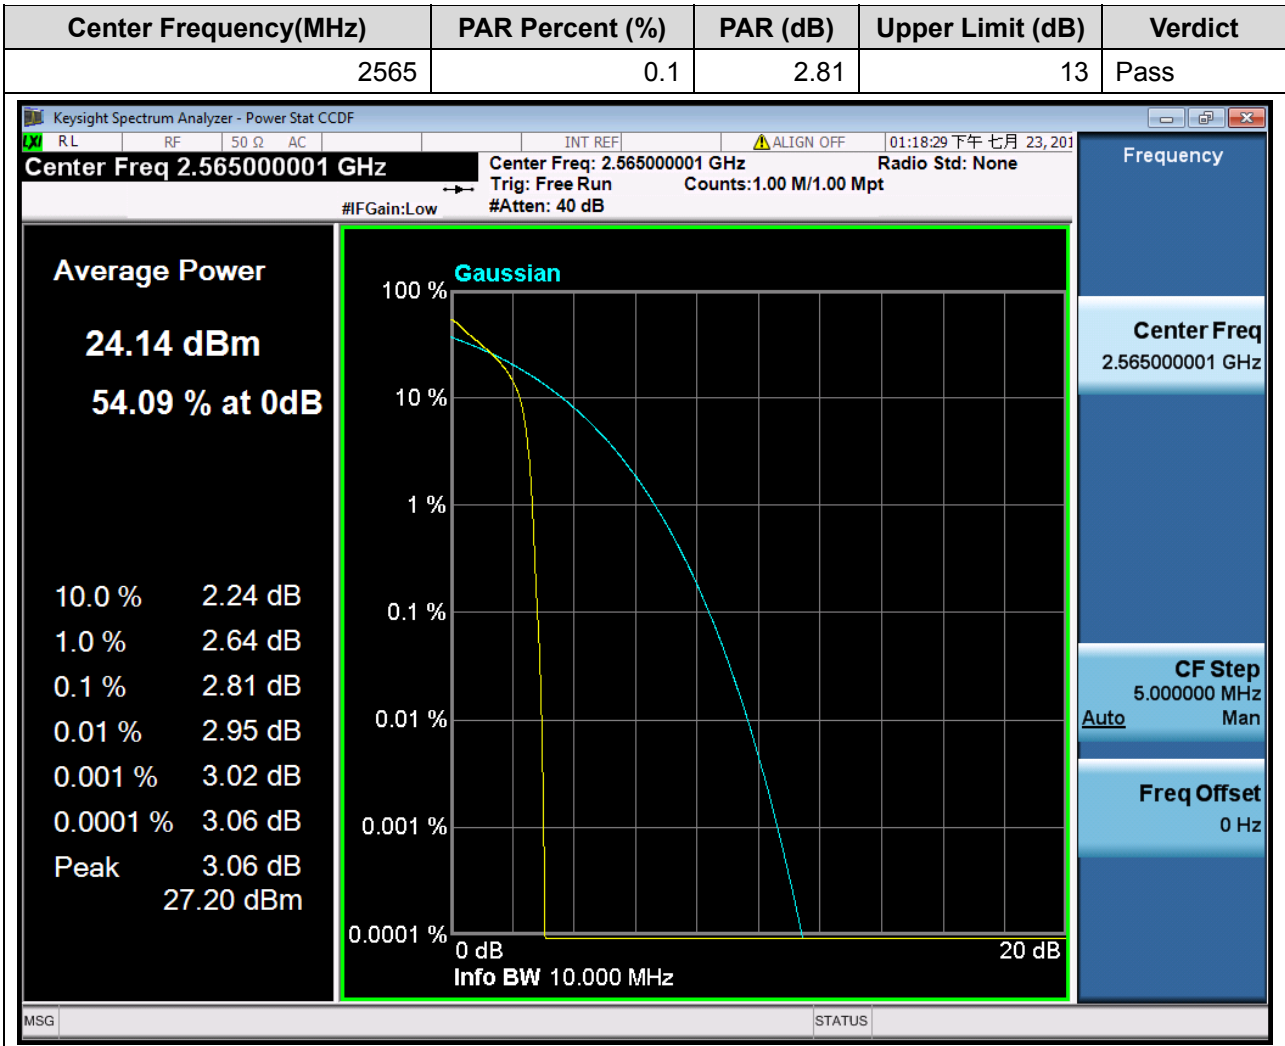 Center Frequency(MHz) PAR Percent (%) PAR (dB) Upper Limit (dB) Verdict
2565 0.1 2.81 13 Pass
Keysight Spectrum Analyzer - Power Stat CCDF
LXI RL RF 50 Ω AC INT REF ALIGN OFF 01:18:29 下午 七月 23, 201
Center Freq 2.565000001 GHz
#IFGain:Low
Center Freq: 2.565000001 GHz Radio Std: None
Trig: Free Run Counts:1.00 M/1.00 Mpt
#Atten: 40 dB
Average Power
24.14 dBm
54.09 % at 0dB
10.0 % 2.24 dB
1.0 % 2.64 dB
0.1 % 2.81 dB
0.01 % 2.95 dB
0.001 % 3.02 dB
0.0001 % 3.06 dB
Peak 3.06 dB
27.20 dBm
Gaussian
100 %
10 %
1 %
0.1 %
0.01 %
0.001 %
0.0001 %
0 dB 20 dB
Info BW 10.000 MHz
Frequency
Center Freq
2.565000001 GHz
CF Step
5.000000 MHz
Auto Man
Freq Offset
0 Hz
MSG STATUS